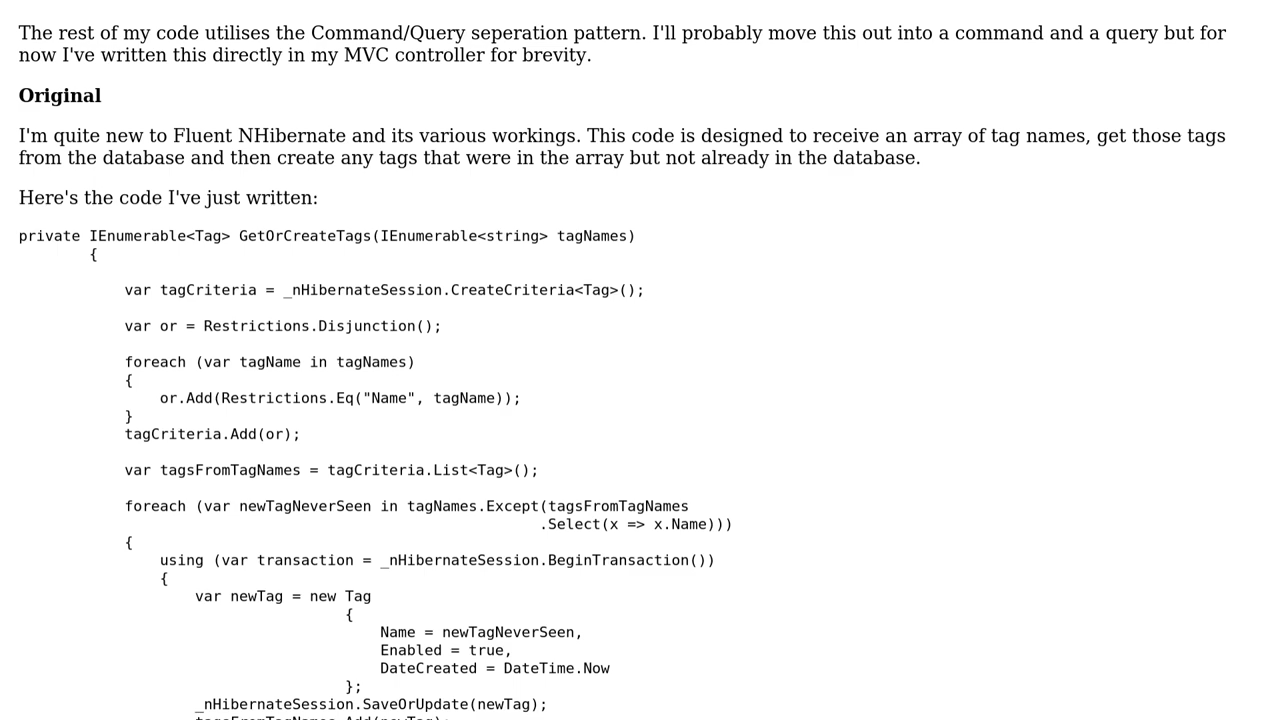 The rest of my code utilises the Command/Query seperation pattern. I'll probably move this out into a command and a query but for
now I've written this directly in my MVC controller for brevity.
Original
I'm quite new to Fluent NHibernate and its various workings. This code is designed to receive an array of tag names, get those tags
from the database and then create any tags that were in the array but not already in the database.
Here's the code I've just written:
private IEnumerable<Tag> GetOrCreateTags(IEnumerable<string> tagNames)
        {
            var tagCriteria = _nHibernateSession.CreateCriteria<Tag>();
            var or = Restrictions.Disjunction();
            foreach (var tagName in tagNames)
            {
                or.Add(Restrictions.Eq("Name", tagName));
            }
            tagCriteria.Add(or);
            var tagsFromTagNames = tagCriteria.List<Tag>();
            foreach (var newTagNeverSeen in tagNames.Except(tagsFromTagNames
                                                           .Select(x => x.Name)))
            {
                using (var transaction = _nHibernateSession.BeginTransaction())
                {
                    var newTag = new Tag
                                     {
                                         Name = newTagNeverSeen,
                                         Enabled = true,
                                         DateCreated = DateTime.Now
                                     };
                    _nHibernateSession.SaveOrUpdate(newTag);
                    tagsFromTagNames.Add(newTag);